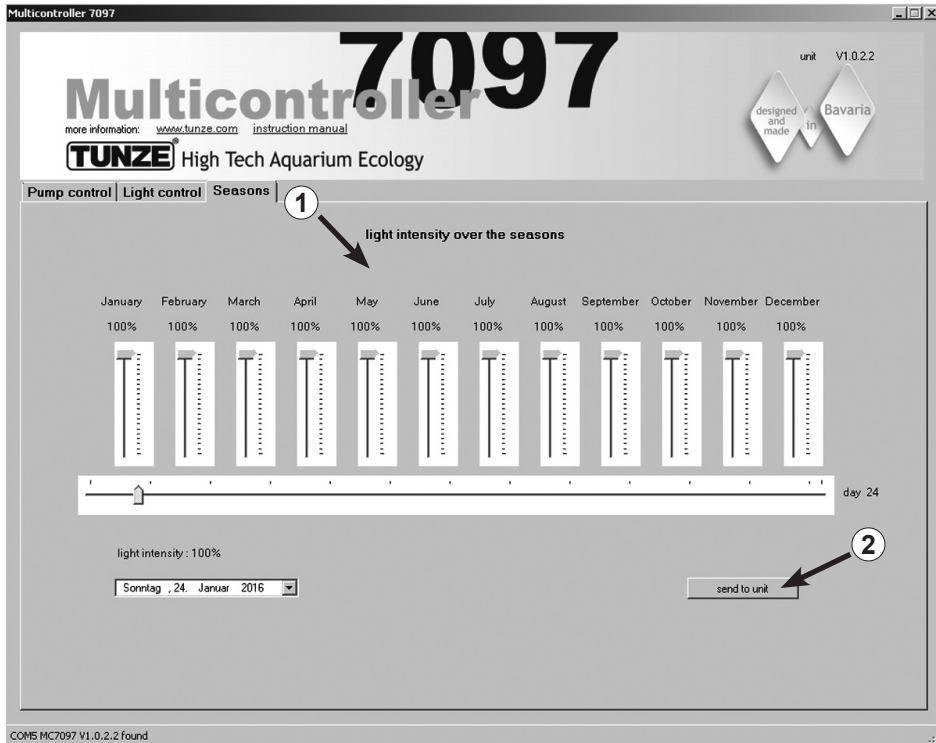 Multicontroller 7097
7097
unit V1.0.2.2
Multicontroller
designed and made in Bavaria
more information: www.tunze.com instruction manual
TUNZE® High Tech Aquarium Ecology
Pump control Light control Seasons
1
light intensity over the seasons
January February March April May June July August September October November December
100% 100% 100% 100% 100% 100% 100% 100% 100% 100% 100% 100%
day 24
light intensity : 100%
2
Sonntag , 24. Januar 2016
send to unit
COM5 MC7097 V1.0.2.2 found